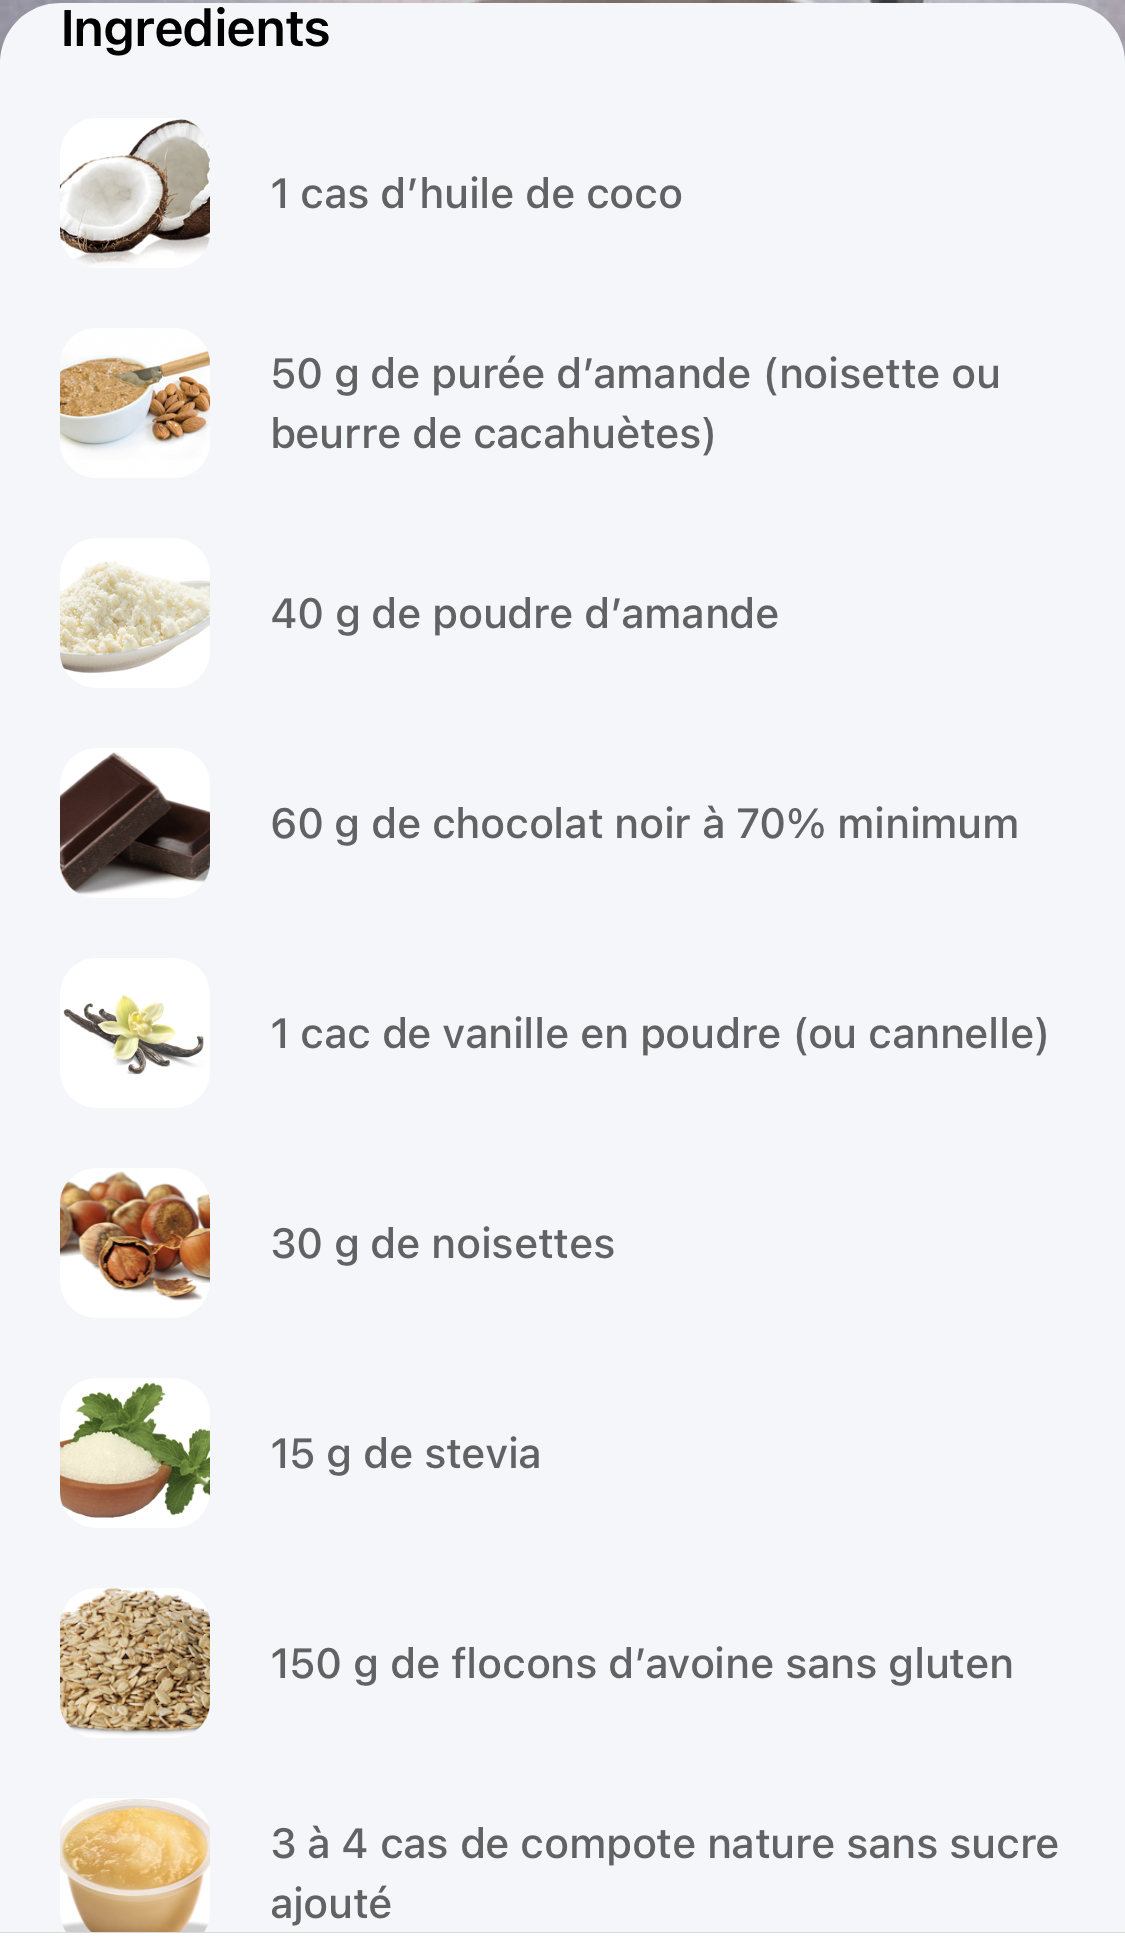 Ingredients
1 cas d’huile de coco
50 g de purée d’amande (noisette ou
beurre de cacahuètes)
40 g de poudre d’amande
60 g de chocolat noir à 70% minimum
1 cac de vanille en poudre (ou cannelle)
30 g de noisettes
15 g de stevia
150 g de flocons d’avoine sans gluten
3 à 4 cas de compote nature sans sucre
ajouté